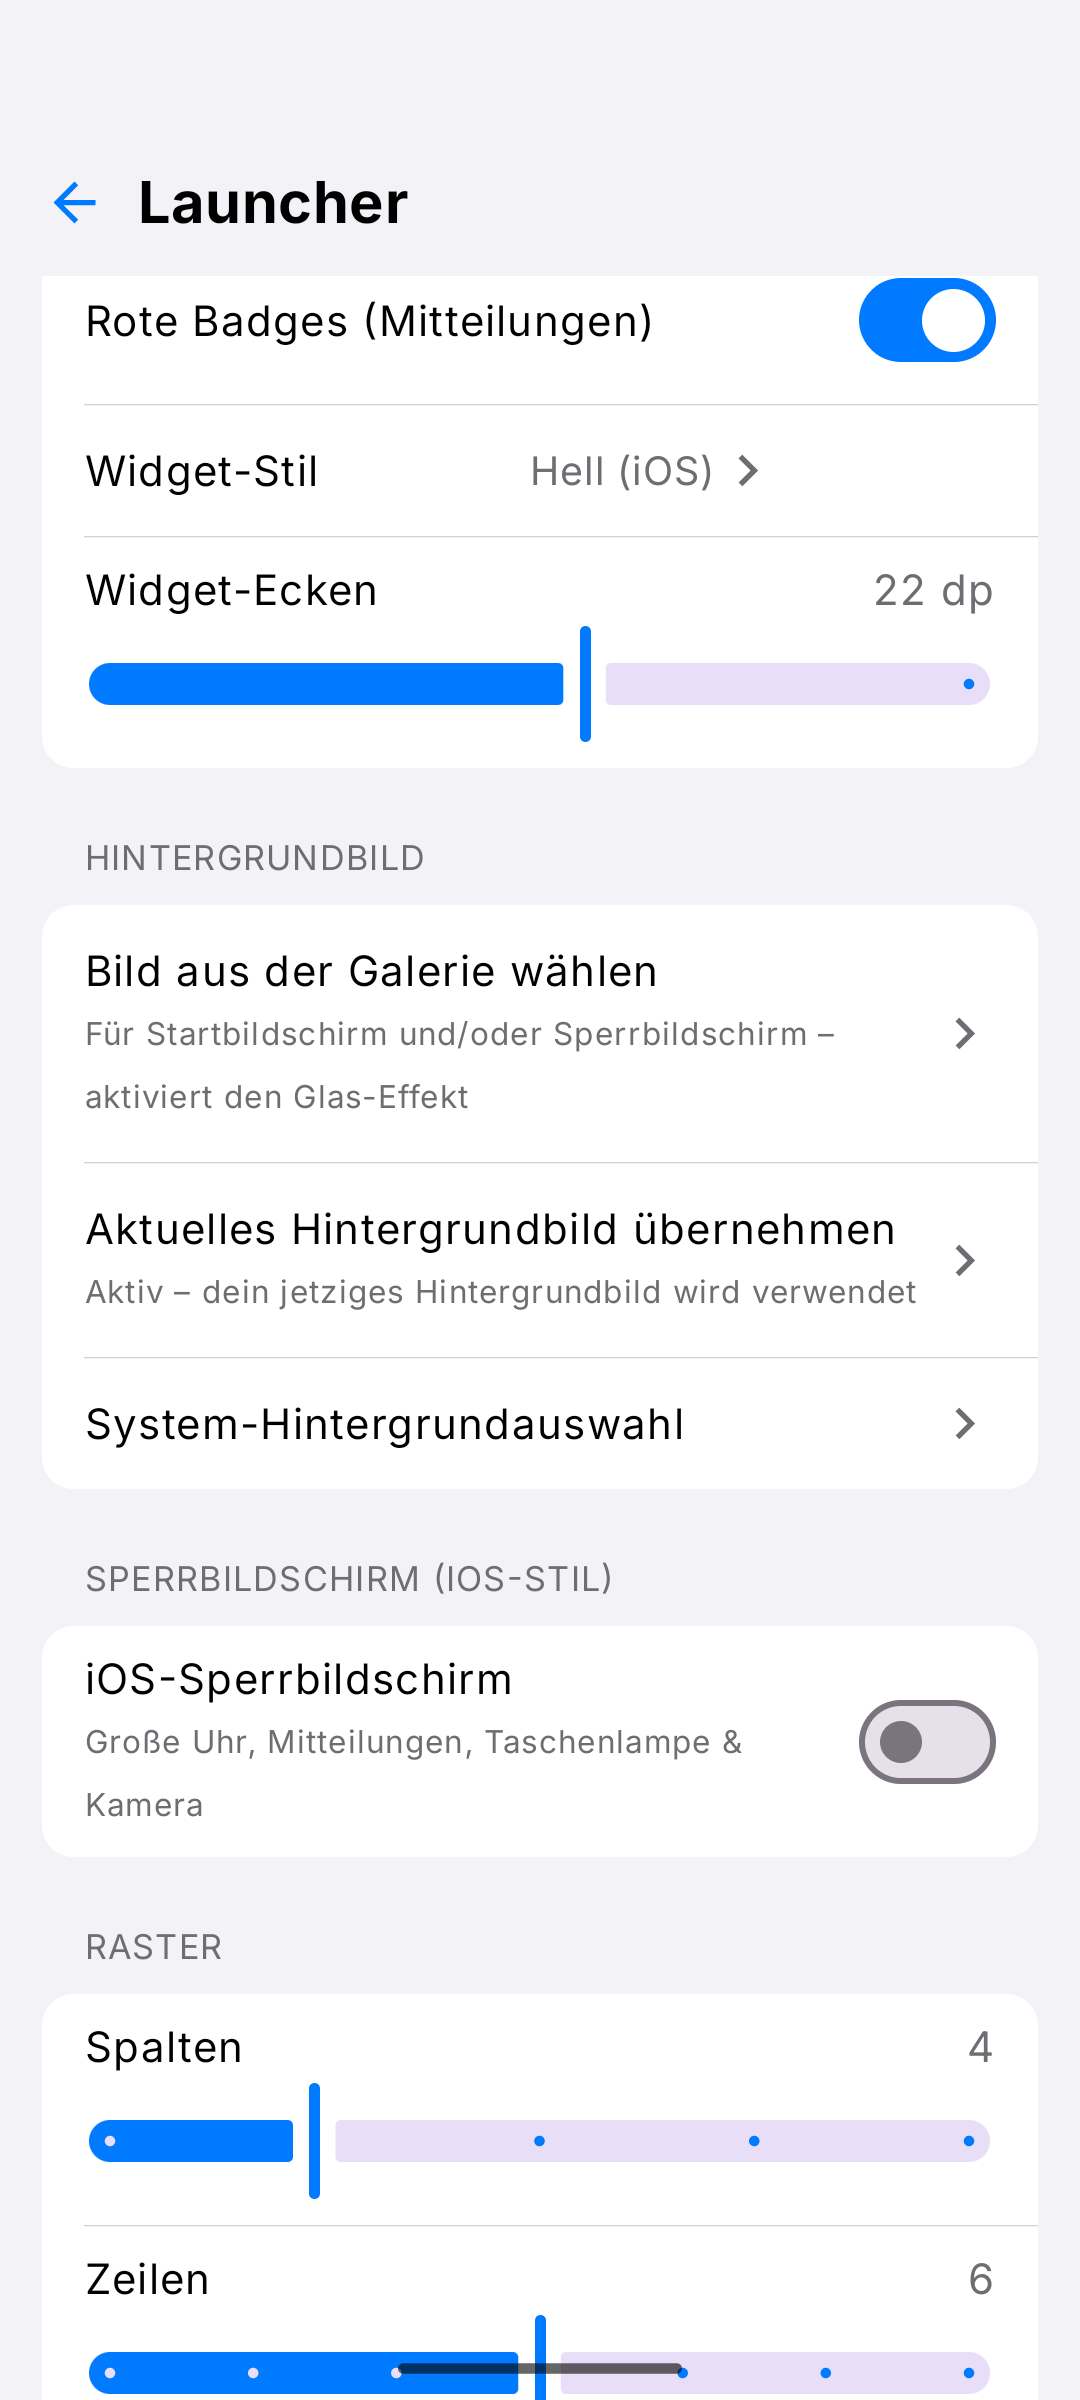 Launcher
Rote Badges (Mitteilungen)
Widget-Stil Hell (iOS)
Widget-Ecken 22 dp
HINTERGRUNDBILD
Bild aus der Galerie wählen
Für Startbildschirm und/oder Sperrbildschirm –
aktiviert den Glas-Effekt
Aktuelles Hintergrundbild übernehmen
Aktiv – dein jetziges Hintergrundbild wird verwendet
System-Hintergrundauswahl
SPERRBILDSCHIRM (IOS-STIL)
iOS-Sperrbildschirm
Große Uhr, Mitteilungen, Taschenlampe &
Kamera
RASTER
Spalten 4
Zeilen 6